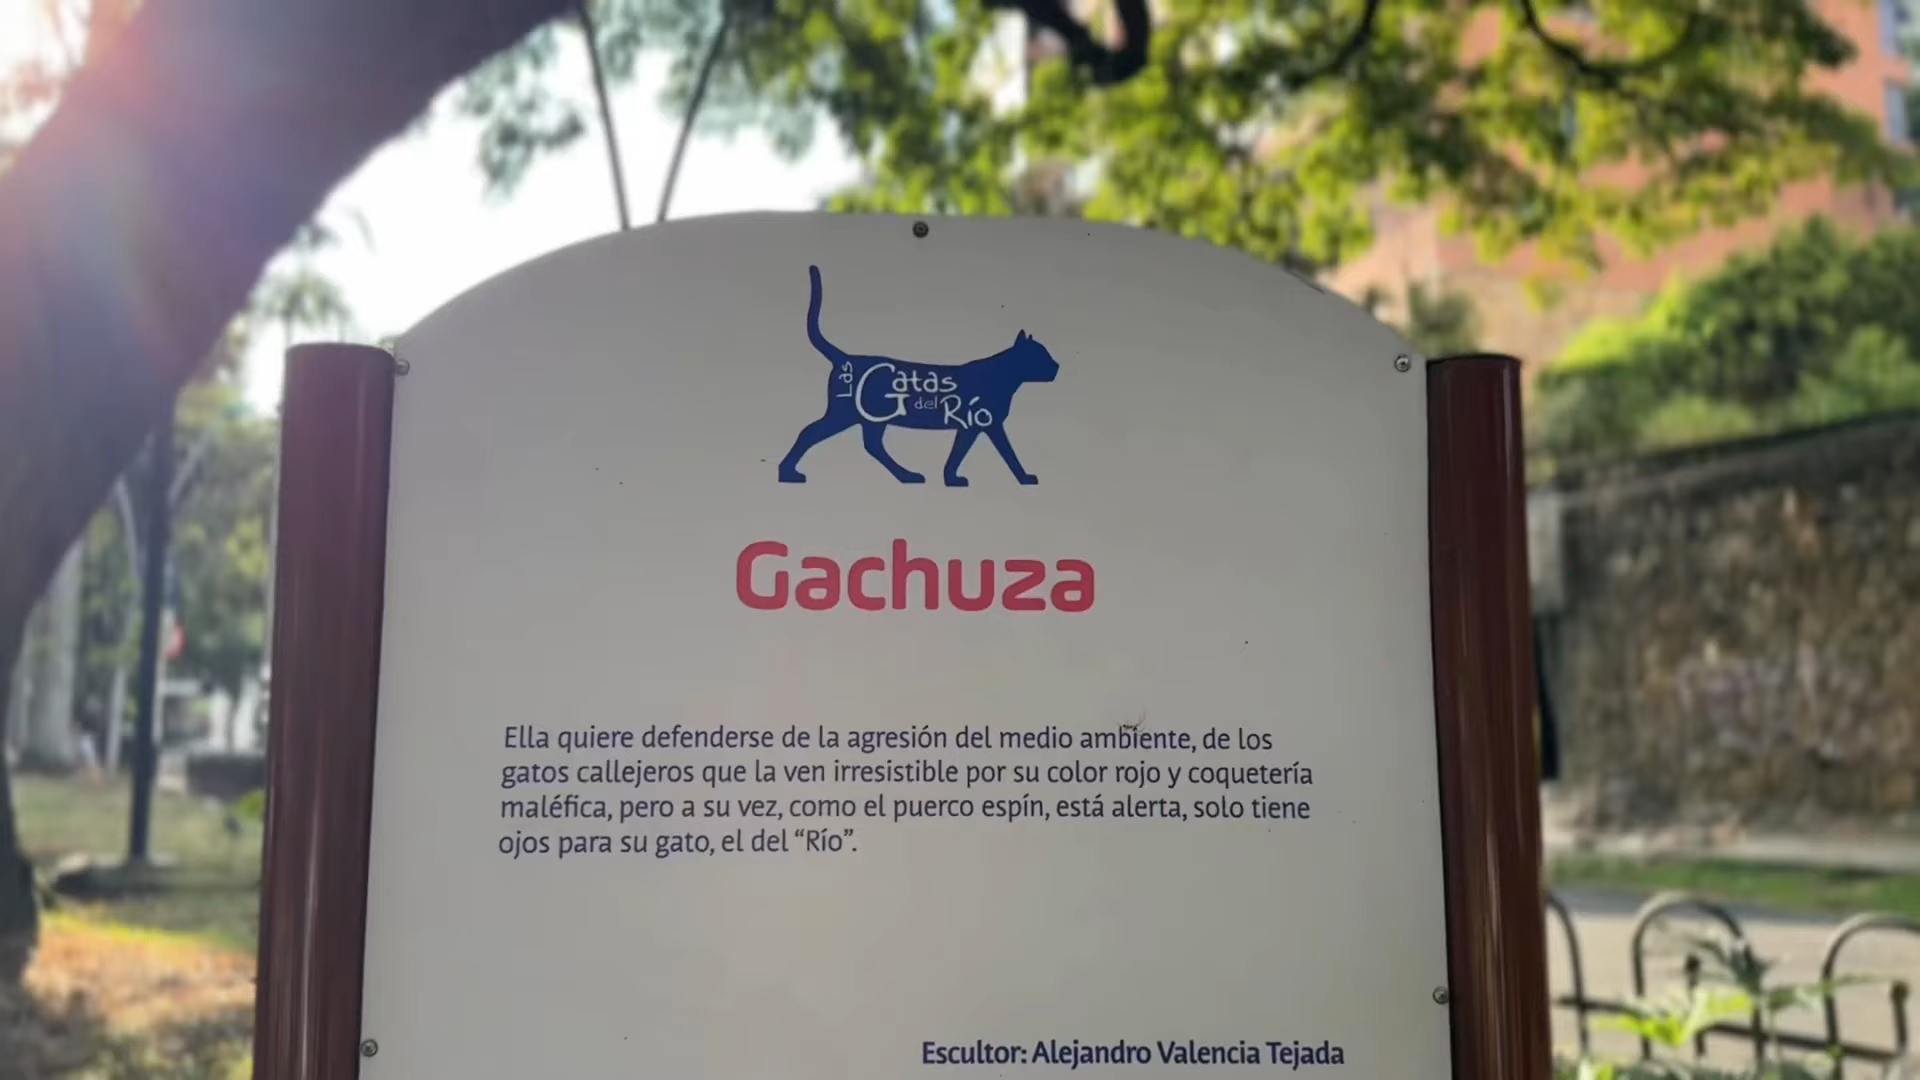 Las Gatas del Río
Gachuza
Ella quiere defenderse de la agresión del medio ambiente, de los
gatos callejeros que la ven irresistible por su color rojo y coquetería
maléfica, pero a su vez, como el puerco espín, está alerta, solo tiene
ojos para su gato, el del “Río”.
Escultor: Alejandro Valencia Tejada